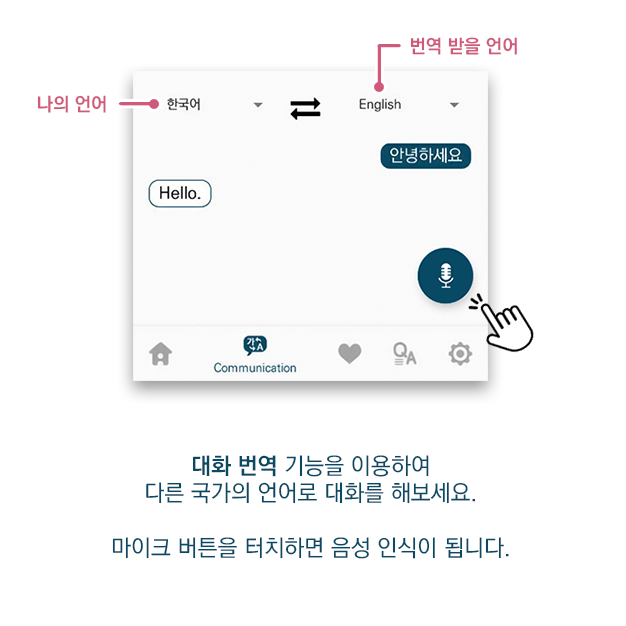 번역 받을 언어
나의 언어
한국어
English
안녕하세요
Hello.
가
A
Communication
QA
대화 번역 기능을 이용하여
다른 국가의 언어로 대화를 해보세요.
마이크 버튼을 터치하면 음성 인식이 됩니다.